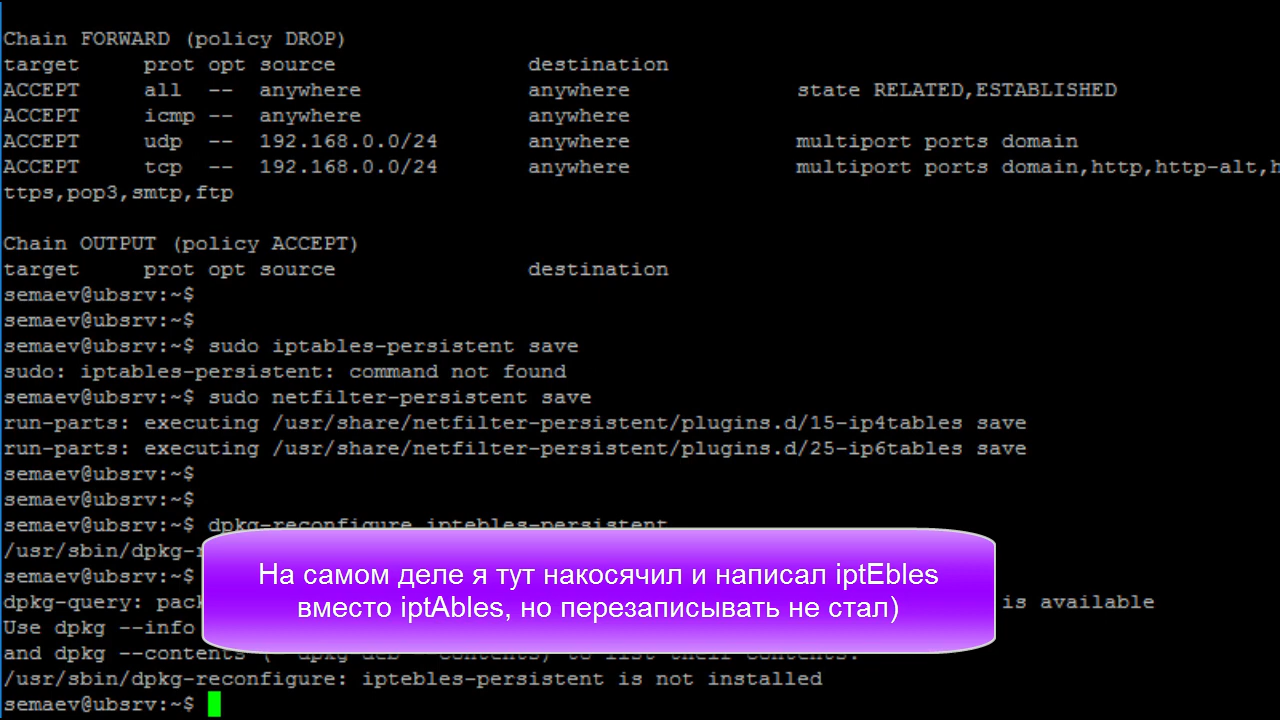 Chain FORWARD (policy DROP)
target prot opt source destination
ACCEPT all -- anywhere anywhere state RELATED,ESTABLISHED
ACCEPT icmp -- anywhere anywhere
ACCEPT udp -- 192.168.0.0/24 anywhere multiport ports domain
ACCEPT tcp -- 192.168.0.0/24 anywhere multiport ports domain,http,http-alt,h
ttps,pop3,smtp,ftp
Chain OUTPUT (policy ACCEPT)
target prot opt source destination
semaev@ubsrv:~$
semaev@ubsrv:~$
semaev@ubsrv:~$ sudo iptables-persistent save
sudo: iptables-persistent: command not found
semaev@ubsrv:~$ sudo netfilter-persistent save
run-parts: executing /usr/share/netfilter-persistent/plugins.d/15-ip4tables save
run-parts: executing /usr/share/netfilter-persistent/plugins.d/25-ip6tables save
semaev@ubsrv:~$
semaev@ubsrv:~$
semaev@ubsrv:~$ dpkg-reconfigure iptebles-persistent
/usr/sbin/dpkg-r
semaev@ubsrv:~$
На самом деле я тут накосячил и написал iptEbles
вместо iptAbles, но перезаписывать не стал)
dpkg-query: is available
Use dpkg --info
and dpkg --contents to list their contents.
/usr/sbin/dpkg-reconfigure: iptebles-persistent is not installed
semaev@ubsrv:~$